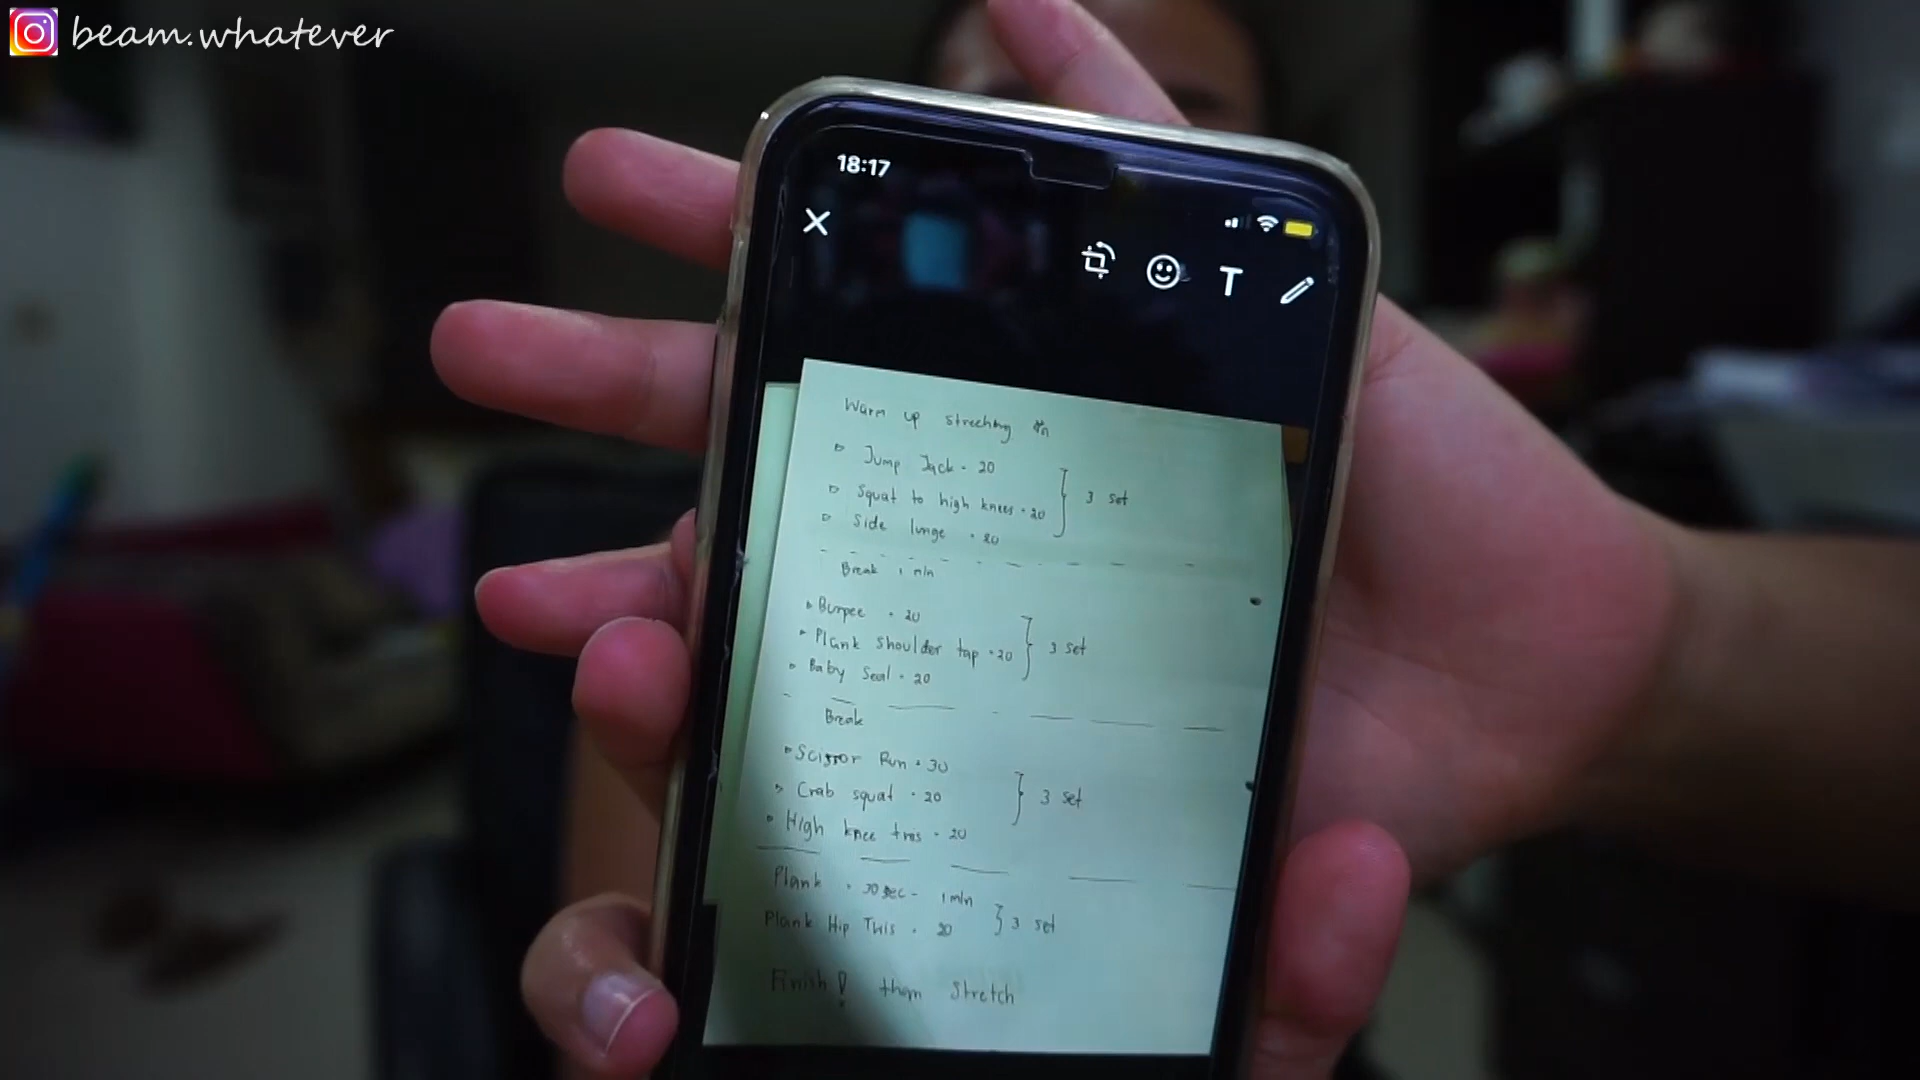 beam.whatever
18:17
T
Warm up streching
Jump Jack = 20
Squat to high knees = 20
3 set
Side lunge = 20
Break 1 min
Burpee = 20
Plank shoulder tap = 20
3 set
Baby Seal = 20
Break
Scissor Run = 30
Crab squat = 20
3 set
High knee = 20
Plank = 30 sec - 1 min
Plank Hip This = 20
3 set
Finish! then Stretch